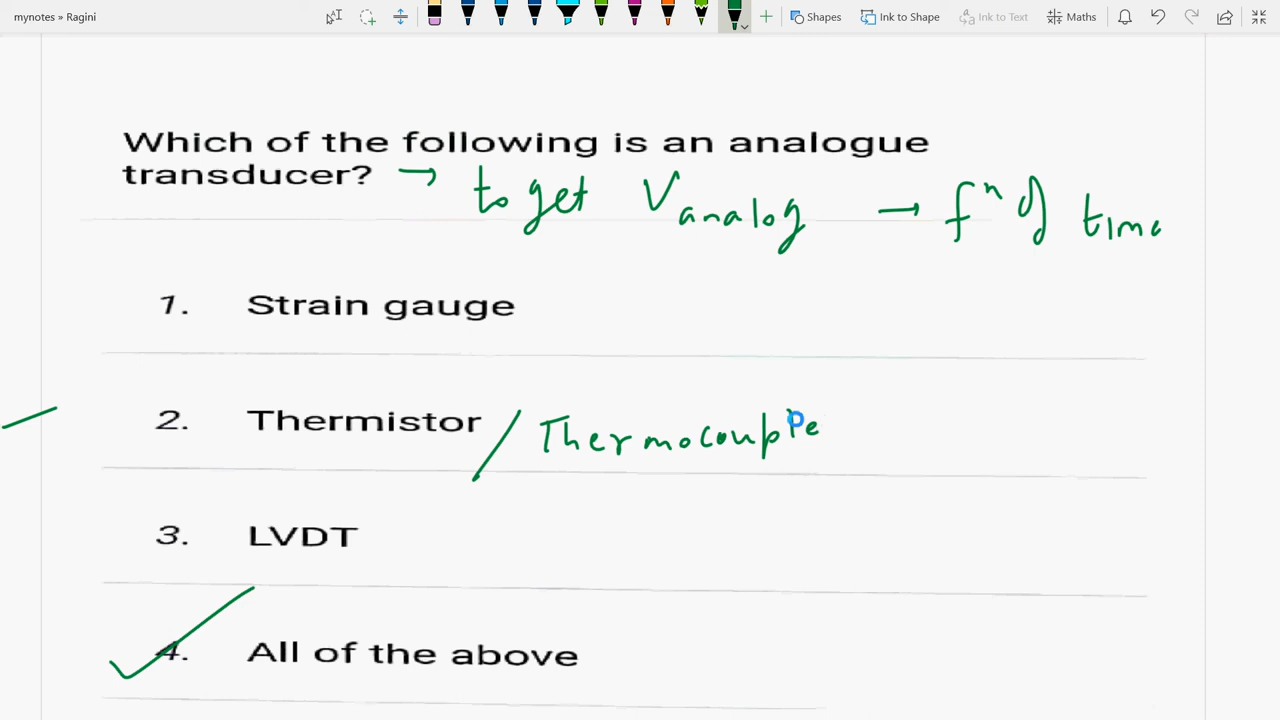 mynotes » Ragini
Shapes
Ink to Shape
Ink to Text
Maths
Which of the following is an analogue
transducer? → to get Vanalog → fn of time
1. Strain gauge
2. Thermistor / Thermocouple
3. LVDT
4. All of the above